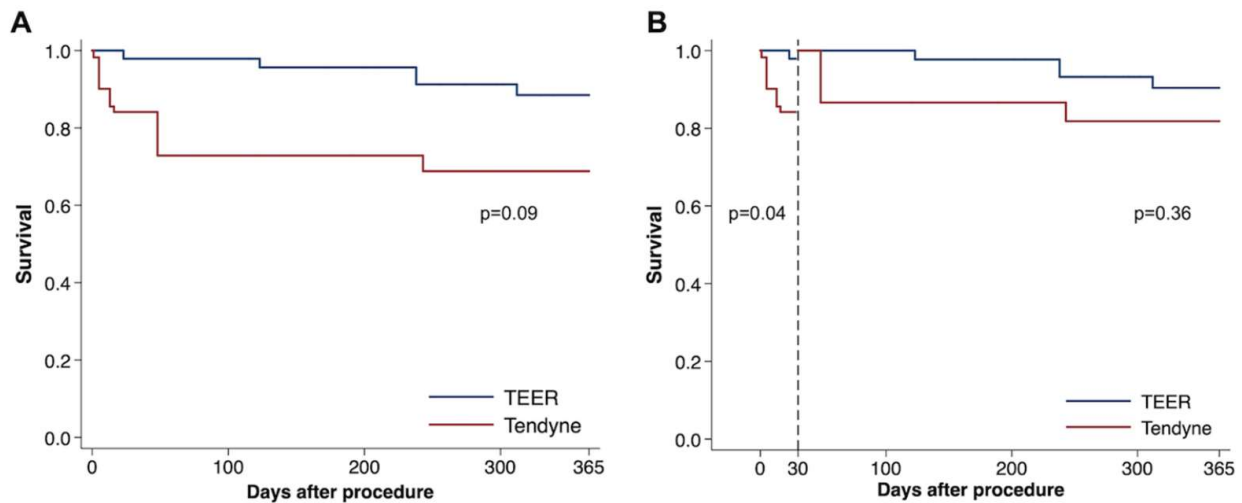 A
1.0
0.8
0.6
0.4
0.2
0.0
Survival
p=0.09
TEER
Tendyne
0 100 200 300 365
Days after procedure
B
1.0
0.8
0.6
0.4
0.2
0.0
Survival
p=0.04
p=0.36
TEER
Tendyne
0 30 100 200 300 365
Days after procedure